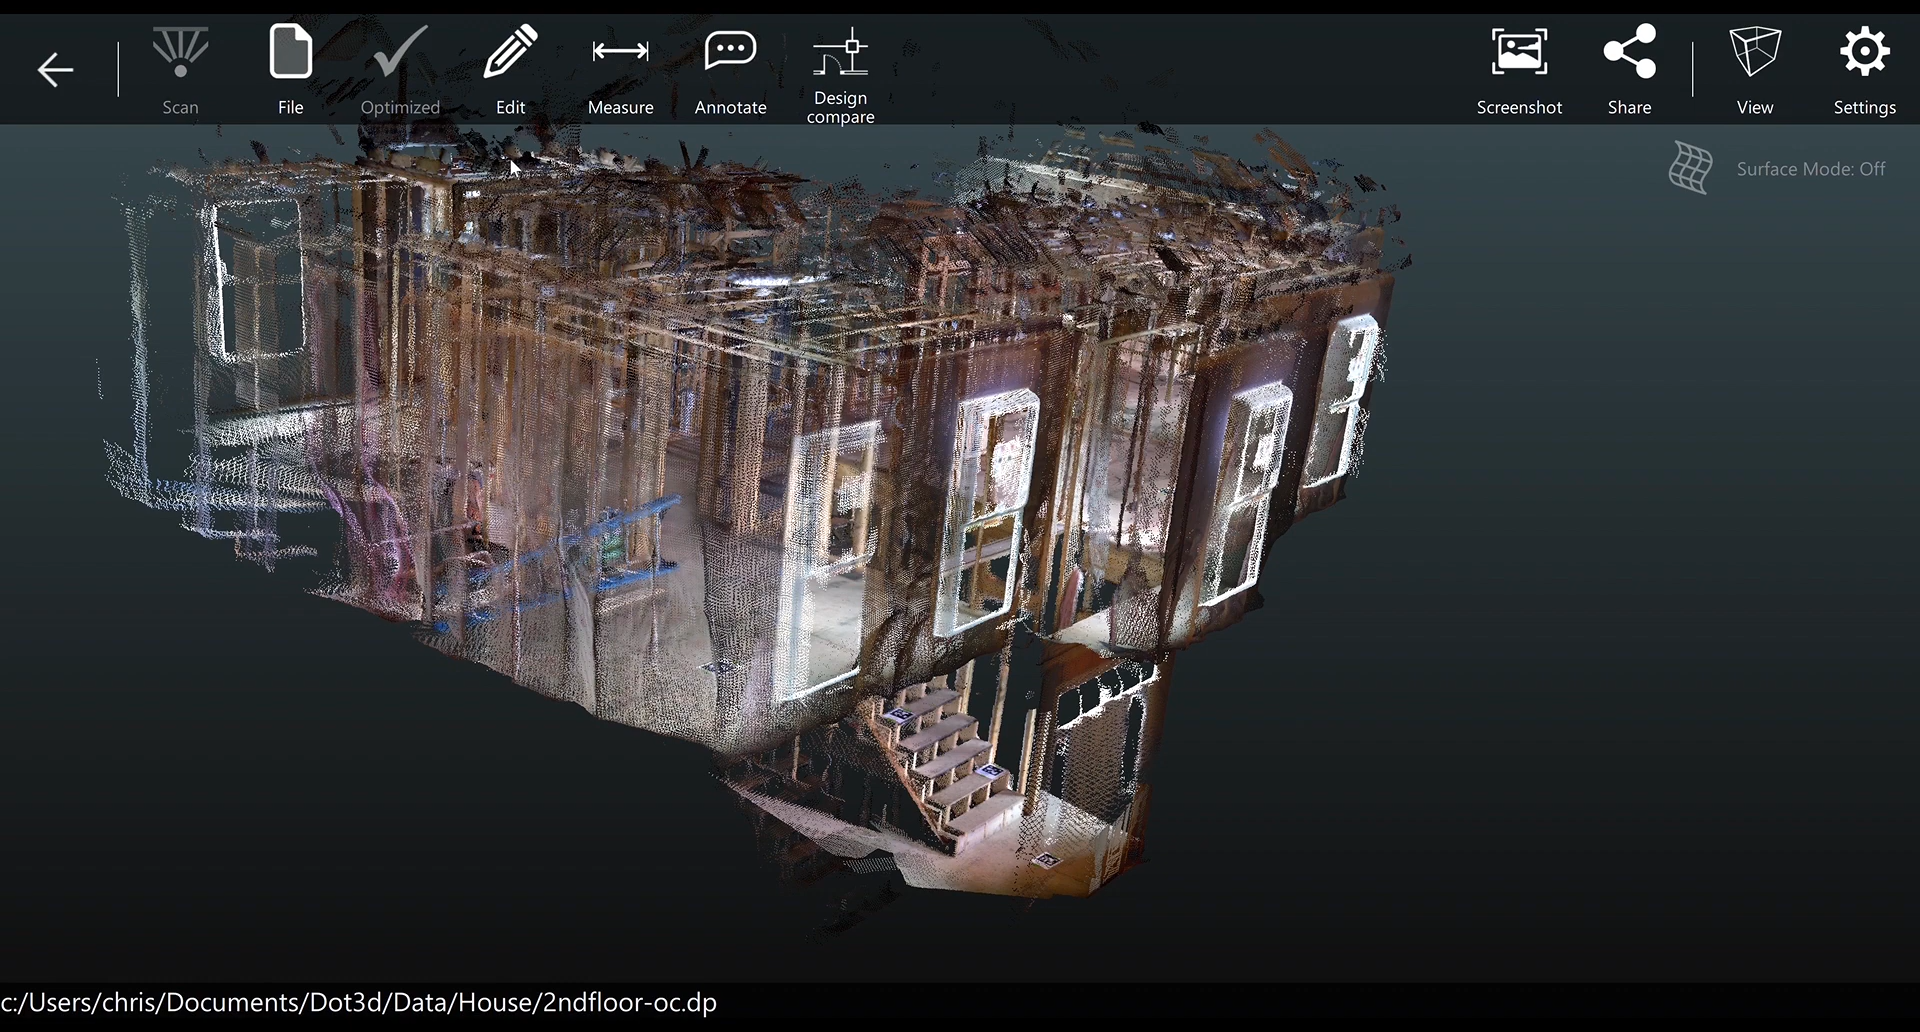 Scan
File
Optimized
Edit
Measure
Annotate
Design
compare
Screenshot
Share
View
Settings
Surface Mode: Off
c:/Users/chris/Documents/Dot3d/Data/House/2ndfloor-oc.dp